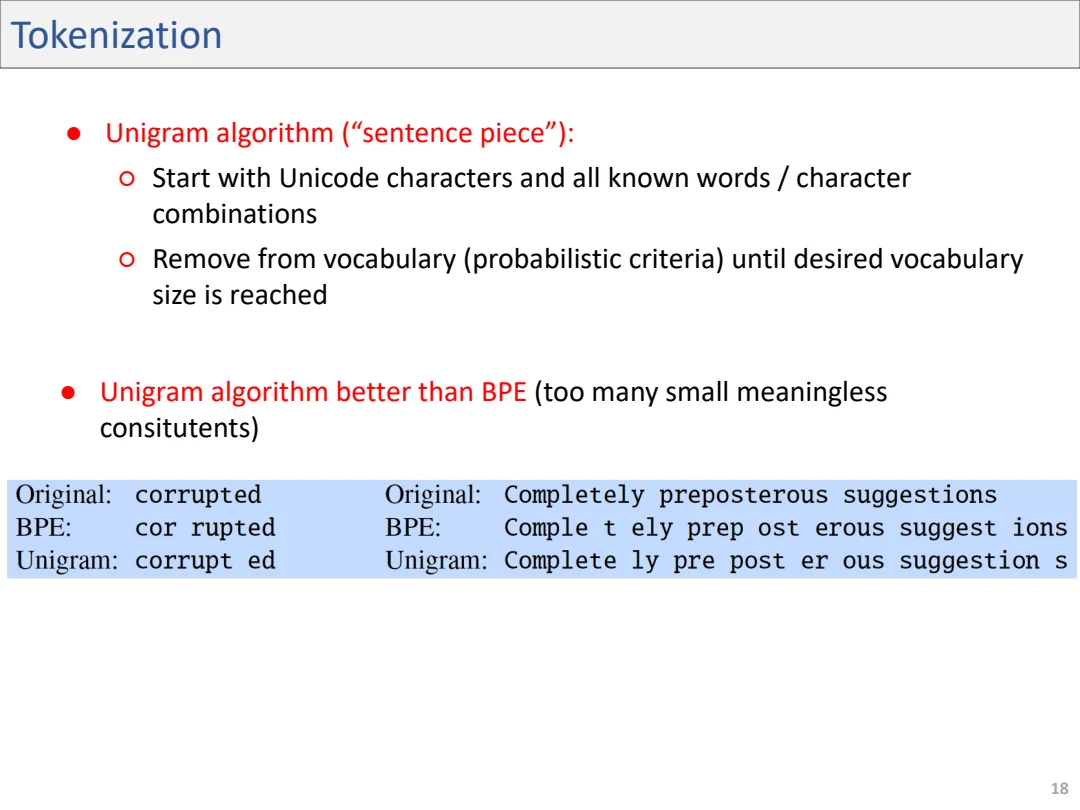 Tokenization
● Unigram algorithm (“sentence piece”):
○ Start with Unicode characters and all known words / character
combinations
○ Remove from vocabulary (probabilistic criteria) until desired vocabulary
size is reached
● Unigram algorithm better than BPE (too many small meaningless
consitutents)
Original: corrupted
BPE: cor rupted
Unigram: corrupt ed
Original: Completely preposterous suggestions
BPE: Comple t ely prep ost erous suggest ions
Unigram: Complete ly pre post er ous suggestion s
18